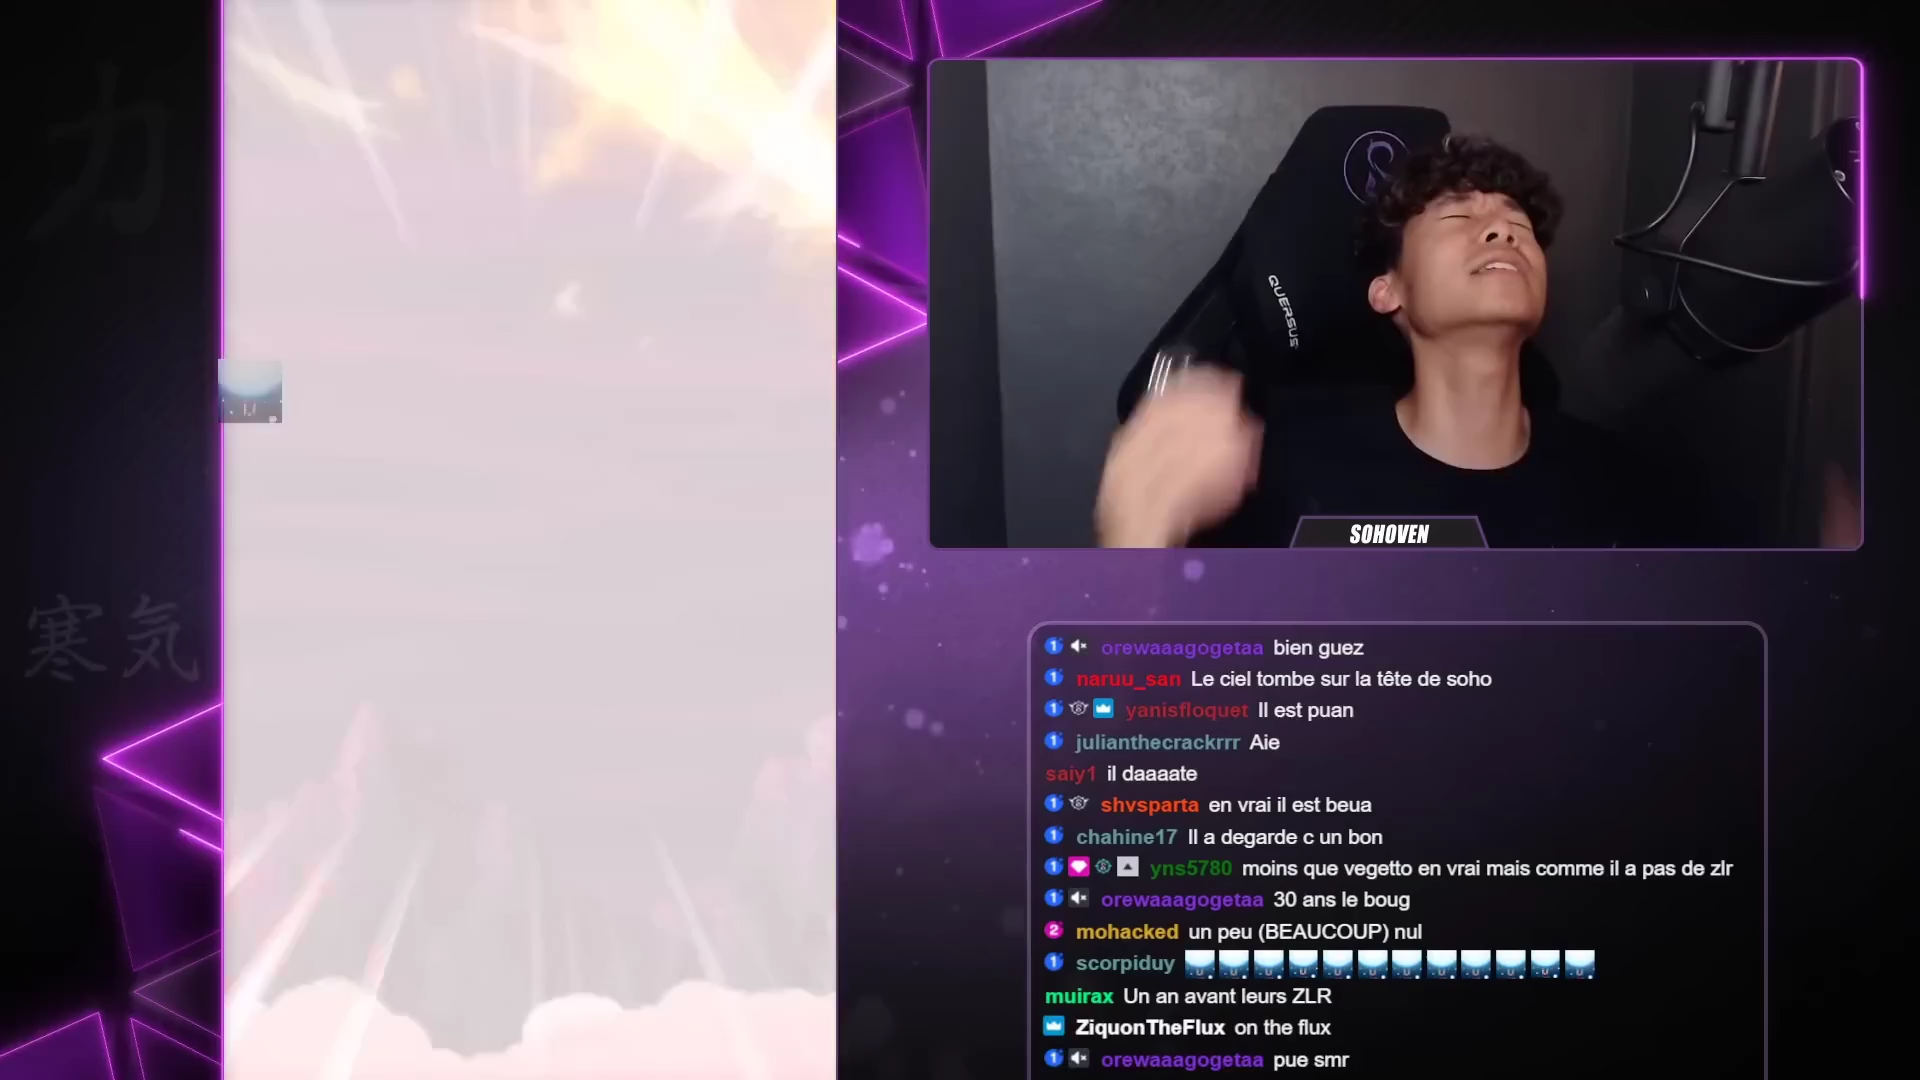 力
寒気
QUERSUS
SOHOVEN
orewaaagogetaa bien guez
naruu_san Le ciel tombe sur la tête de soho
yanisfloquet Il est puan
julianthecrackrrr Aie
saiy1 il daaaate
shvsparta en vrai il est beua
chahine17 Il a degarde c un bon
yns5780 moins que vegetto en vrai mais comme il a pas de zlr
orewaaagogetaa 30 ans le boug
mohacked un peu (BEAUCOUP) nul
scorpiduy
muirax Un an avant leurs ZLR
ZiquonTheFlux on the flux
orewaaagogetaa pue smr